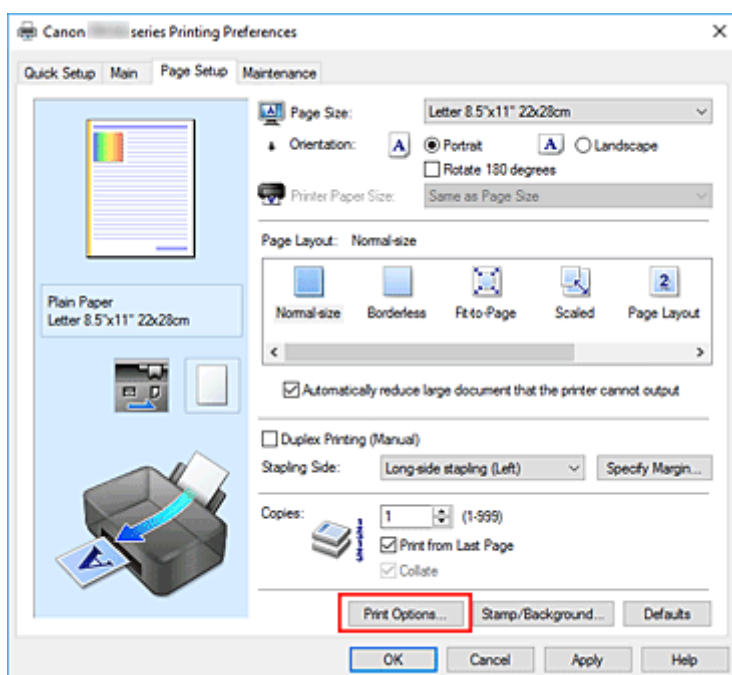 Canon series Printing Preferences
Quick Setup Main Page Setup Maintenance
Page Size: Letter 8.5"x11" 22x28cm
Orientation: A Portrait A Landscape
Rotate 180 degrees
Printer Paper Size: Same as Page Size
Page Layout: Normal-size
2
Normal-size Borderless Fit-to-Page Scaled Page Layout
Plain Paper
Letter 8.5"x11" 22x28cm
Automatically reduce large document that the printer cannot output
Duplex Printing (Manual)
Stapling Side: Long-side stapling (Left) Specify Margin...
Copies: 1 (1-999)
Print from Last Page
Collate
A
Print Options... Stamp/Background... Defaults
OK Cancel Apply Help